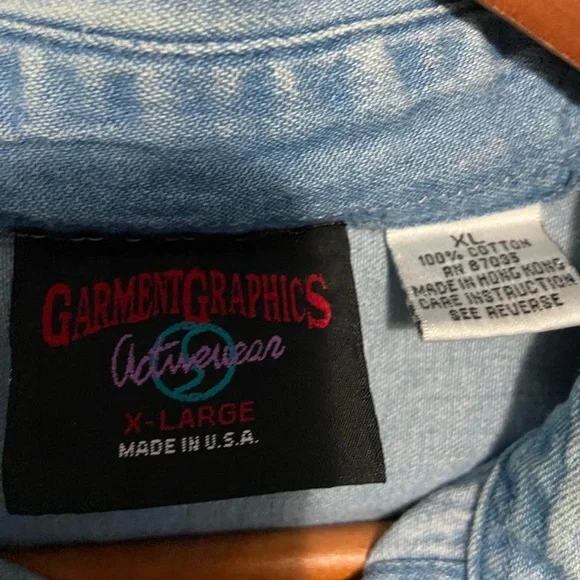 GARMENTGRAPHICS
Activewear
X-LARGE
MADE IN U.S.A.
XL
100% COTTON
RN 87035
MADE IN HONG KONG
CARE INSTRUCTION
SEE REVERSE